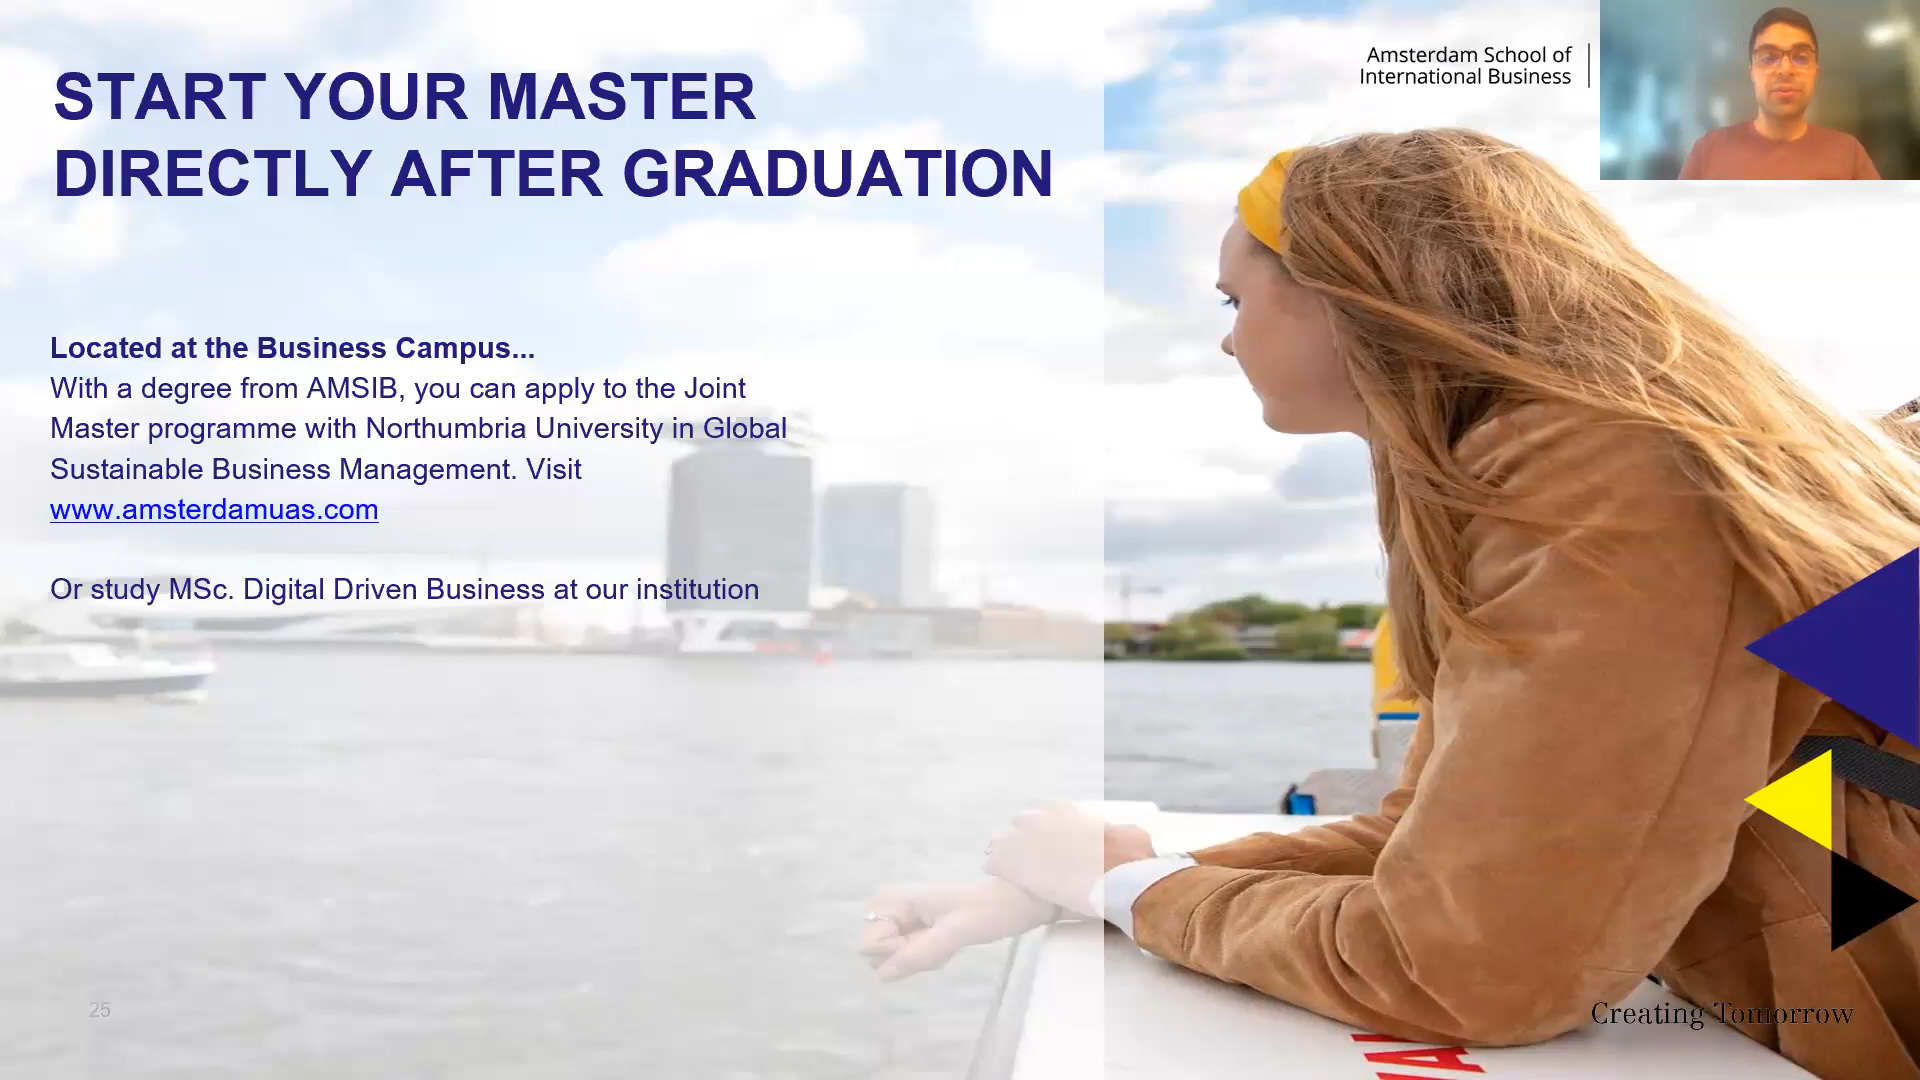 START YOUR MASTER
DIRECTLY AFTER GRADUATION
Amsterdam School of
International Business
Located at the Business Campus...
With a degree from AMSIB, you can apply to the Joint
Master programme with Northumbria University in Global
Sustainable Business Management. Visit
www.amsterdamuas.com
Or study MSc. Digital Driven Business at our institution
25
Creating Tomorrow